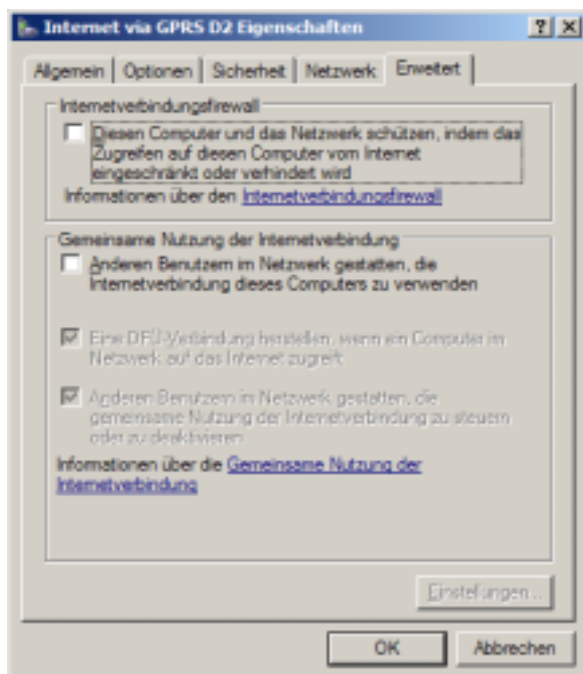 Internet via GPRS D2 Eigenschaften
Allgemein Optionen Sicherheit Netzwerk Erweitert
Internetverbindungsfirewall
Diesen Computer und das Netzwerk schützen, indem das
Zugreifen auf diesen Computer vom Internet
eingeschränkt oder verhindert wird
Informationen über den Internetverbindungsfirewall
Gemeinsame Nutzung der Internetverbindung
Anderen Benutzern im Netzwerk gestatten, die
Internetverbindung dieses Computers zu verwenden
Eine DFÜ-Verbindung herstellen, wenn ein Computer im
Netzwerk auf das Internet zugreift
Anderen Benutzern im Netzwerk gestatten, die
gemeinsame Nutzung der Internetverbindung zu steuern
oder zu deaktivieren
Informationen über die Gemeinsame Nutzung der
Internetverbindung
Einstellungen...
OK Abbrechen